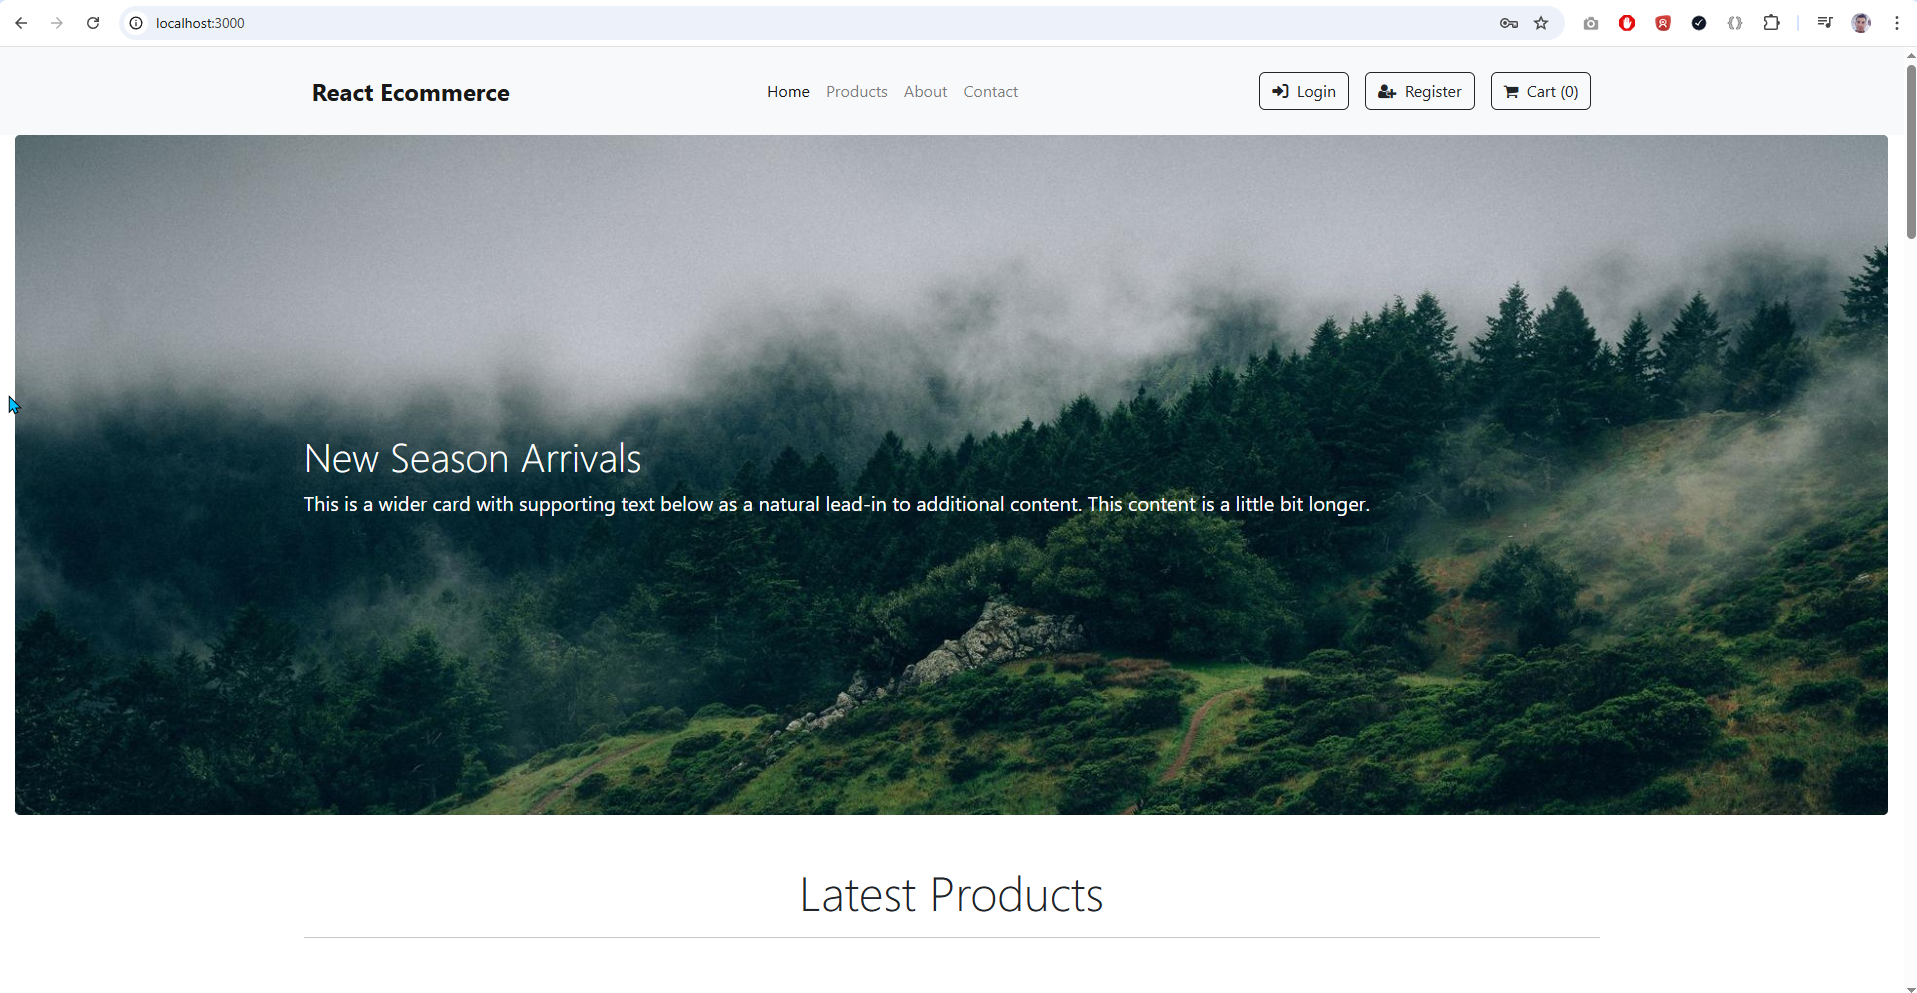 localhost:3000
React Ecommerce
Home Products About Contact
Login Register Cart (0)
New Season Arrivals
This is a wider card with supporting text below as a natural lead-in to additional content. This content is a little bit longer.
Latest Products